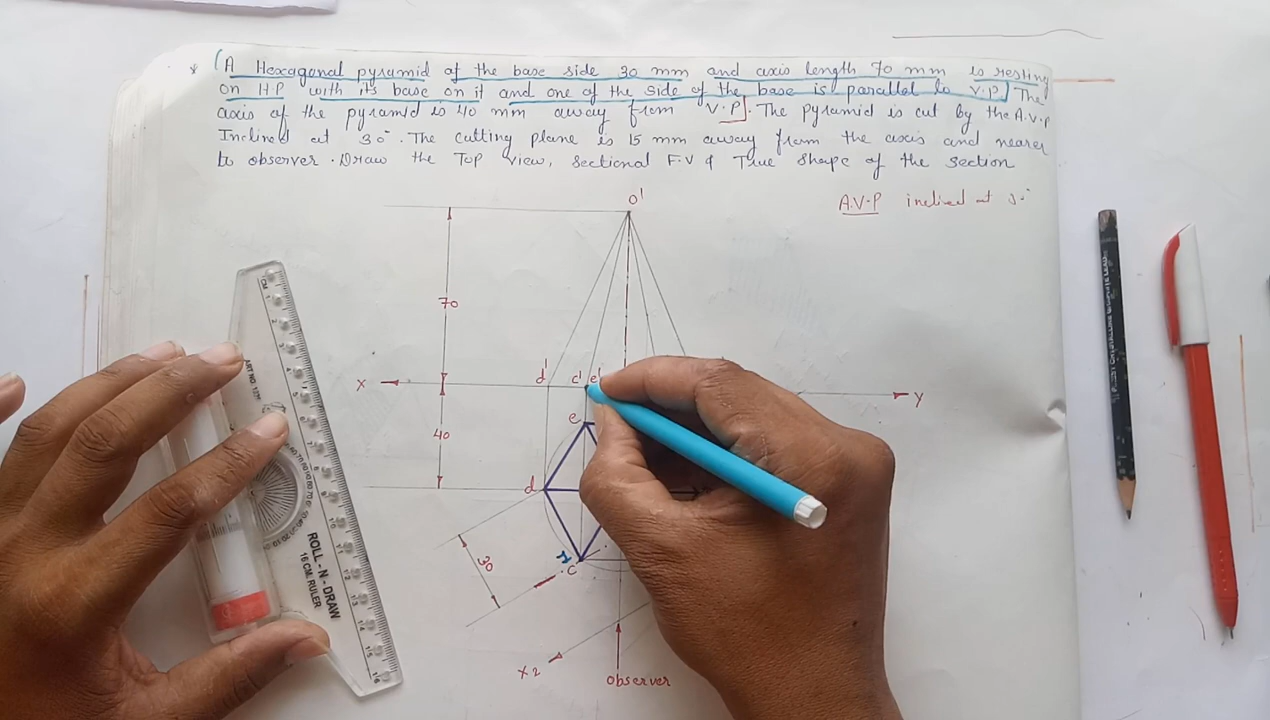 * (A Hexagonal pyramid of the base side 30 mm and axis length 70 mm is resting
on H.P with its base on it and one of the side of the base is parallel to V.P] The
axis of the pyramid is 40 mm away from V.P]. The pyramid is cut by the A.V.P
Inclined at 30°. The cutting plane is 15 mm away from the axis and nearer
to observer. Draw the Top view, sectional F.V & True Shape of the section
A.V.P inclined at 30°
o'
70
x
d' c' e'
y
40
e
d
30
c
x2
observer
ART NO.
ROLL-N-DRAW
16 CM. RULER